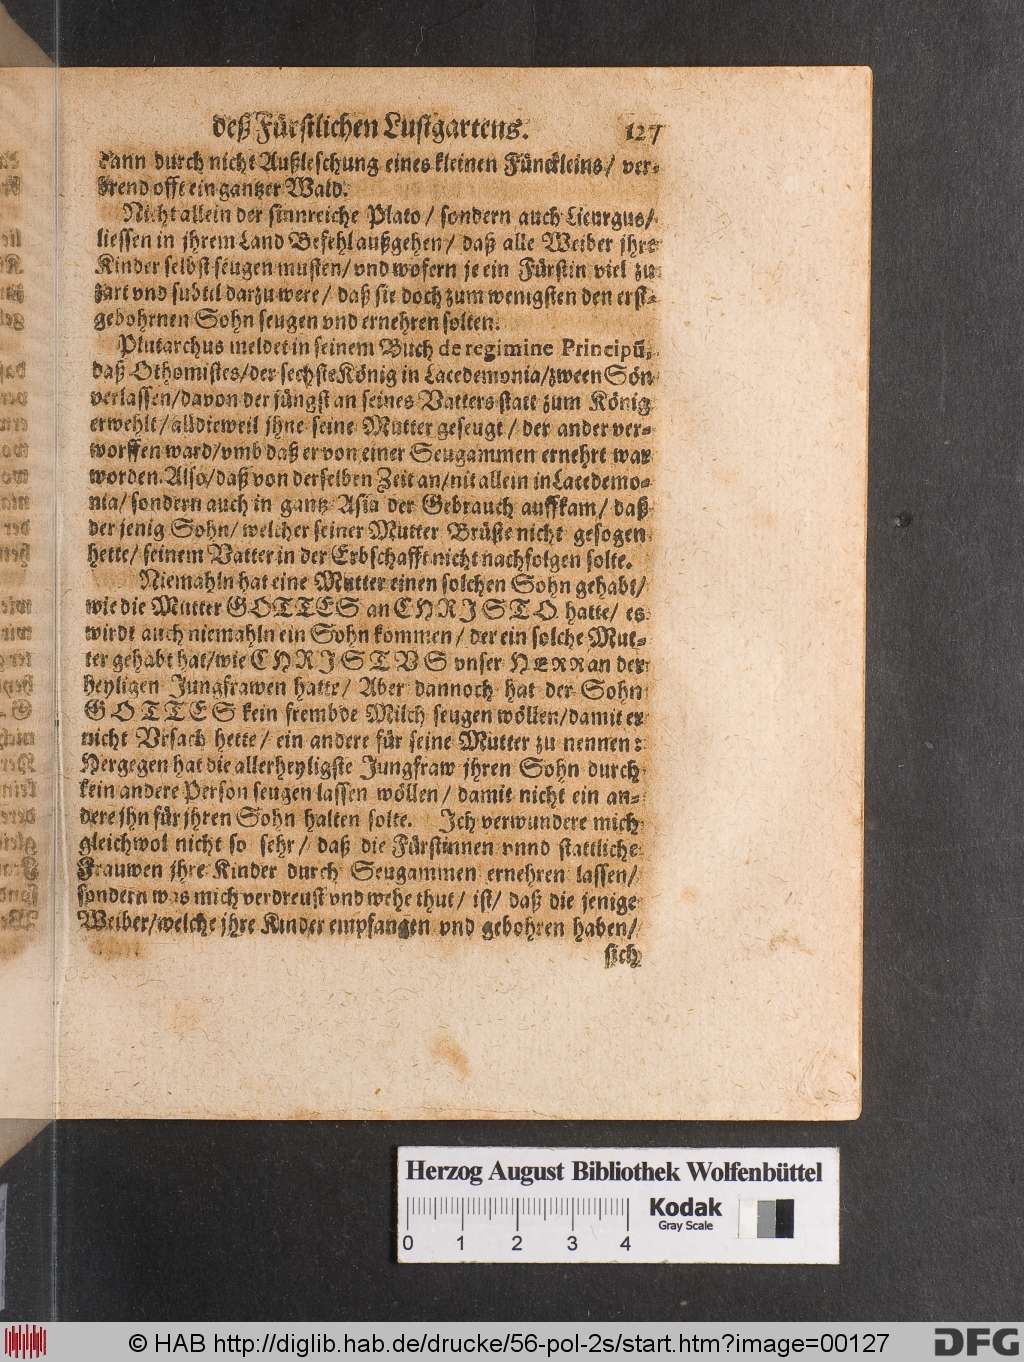 deß Fürstlichen Lustgartens. 127
Dann durch nicht Außleschung eines kleinen Fünckleins/ ver-
brend offt ein gantzer Wald.
Nicht allein der sinnreiche Plato/ sondern auch Licurgus/
liessen in jhrem Land Befehl außgehen/ daß alle Weiber jhre
Kinder selbst seugen musten/ vnd wofern je ein Fürstin viel zu
zart vnd subtil darzu were/ daß sie doch zum wenigsten den erst-
gebohrnen Sohn seugen vnd ernehren solten.
Plutarchus meldet in seinem Buch de regimine Principũ,
daß Othomistes/ der sechste König in Lacedemonia/ zween Sön
verlassen/ davon der jüngst an seines Vatters statt zum König
erwehlt/ alldieweil jhne seine Mutter geseugt/ der ander ver-
worffen ward/ vmb daß er von einer Seugammen ernehrt war
worden. Also/ daß von derselben Zeit an/ nit allein in Lacedemo-
nia/ sondern auch in gantz Asia der Gebrauch auffkam/ daß
der jenig Sohn/ welcher seiner Mutter Brüste nicht gesogen
hette/ seinem Vatter in der Erbschafft nicht nachfolgen solte.
Niemahln hat eine Mutter einen solchen Sohn gehabt/
wie die Mutter GOTTES an CHRISTO hatte/ es
wirdt auch niemahln ein Sohn kommen/ der ein solche Mut-
ter gehabt hat/ wie CHRISTVS vnser HERR an der
heyligen Jungfrawen hatte/ Aber dannoch hat der Sohn
GOTTES kein frembde Milch seugen wöllen/ damit er
nicht Vrsach hette/ ein andere für seine Mutter zu nennen:
Hergegen hat die allerheyligste Jungfraw jhren Sohn durch
kein andere Person seugen lassen wöllen/ damit nicht ein an-
dere jhn für jhren Sohn halten solte. Ich verwundere mich
gleichwol nicht so sehr/ daß die Fürstinnen vnnd stattliche
Frauwen jhre Kinder durch Seugammen ernehren lassen/
sondern was mich verdreust vnd wehe thut/ ist/ daß die jenige
Weiber/ welche jhre Kinder empfangen vnd gebohren haben/
sich
Herzog August Bibliothek Wolfenbüttel
Kodak
Gray Scale
0 1 2 3 4
© HAB http://diglib.hab.de/drucke/56-pol-2s/start.htm?image=00127
DFG